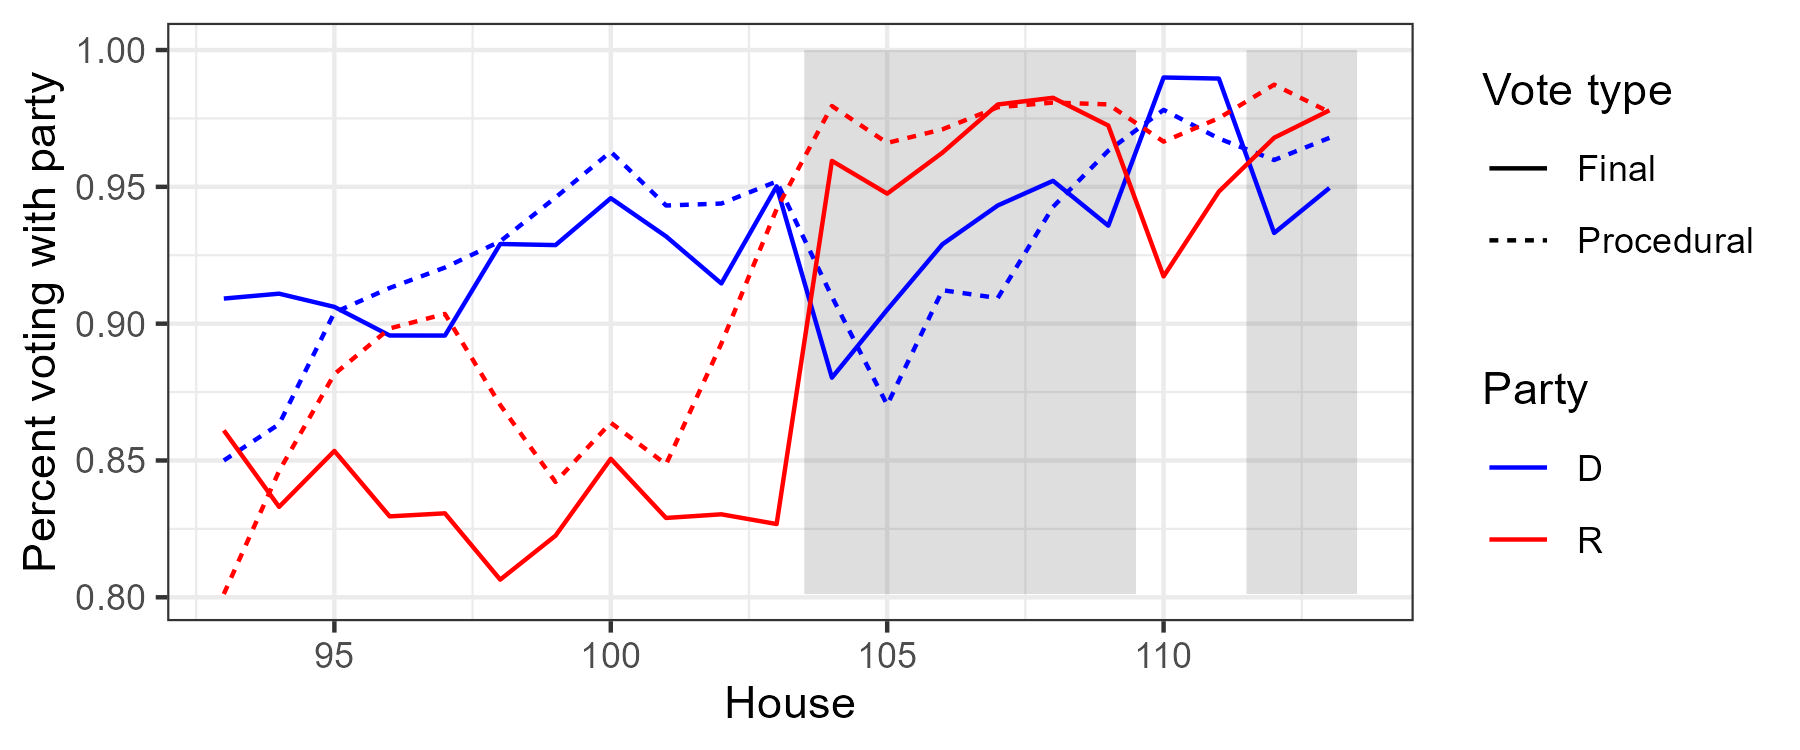 Percent voting with party
1.00
0.95
0.90
0.85
0.80
95 100 105 110
House
Vote type
Final
Procedural
Party
D
R